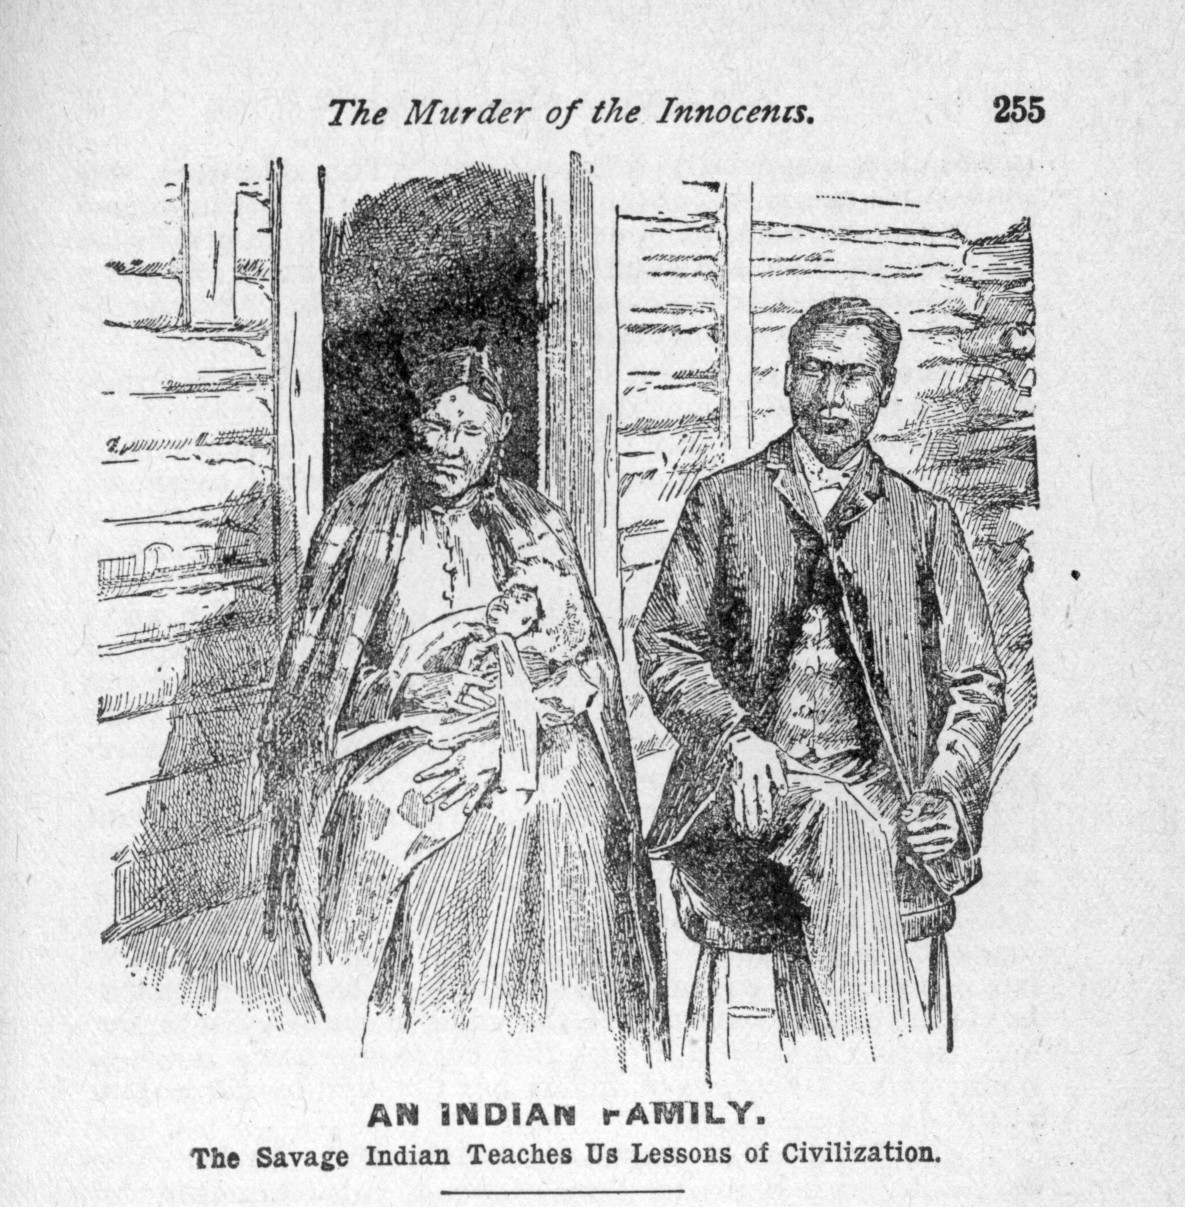 The Murder of the Innocents. 255
AN INDIAN FAMILY.
The Savage Indian Teaches Us Lessons of Civilization.